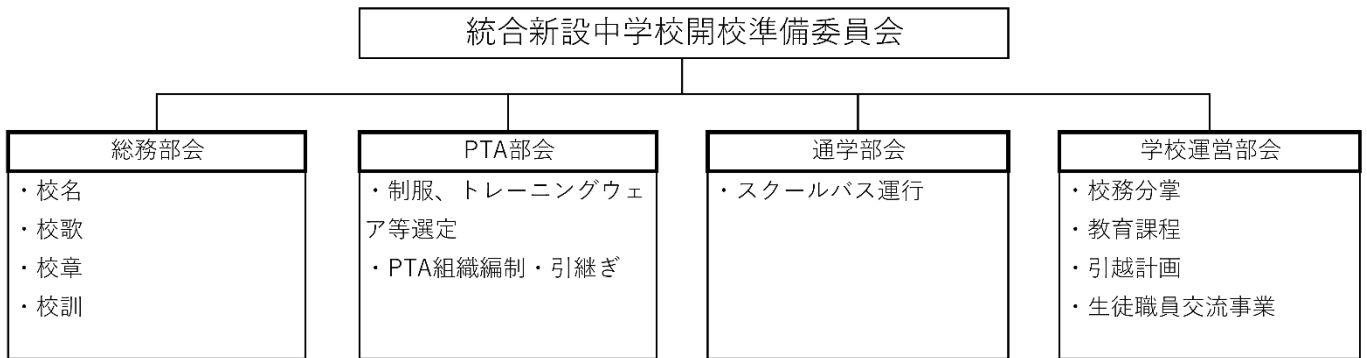 統合新設中学校開校準備委員会
総務部会
・校名
・校歌
・校章
・校訓
PTA部会
・制服、トレーニングウェ
ア等選定
・PTA組織編制・引継ぎ
通学部会
・スクールバス運行
学校運営部会
・校務分掌
・教育課程
・引越計画
・生徒職員交流事業